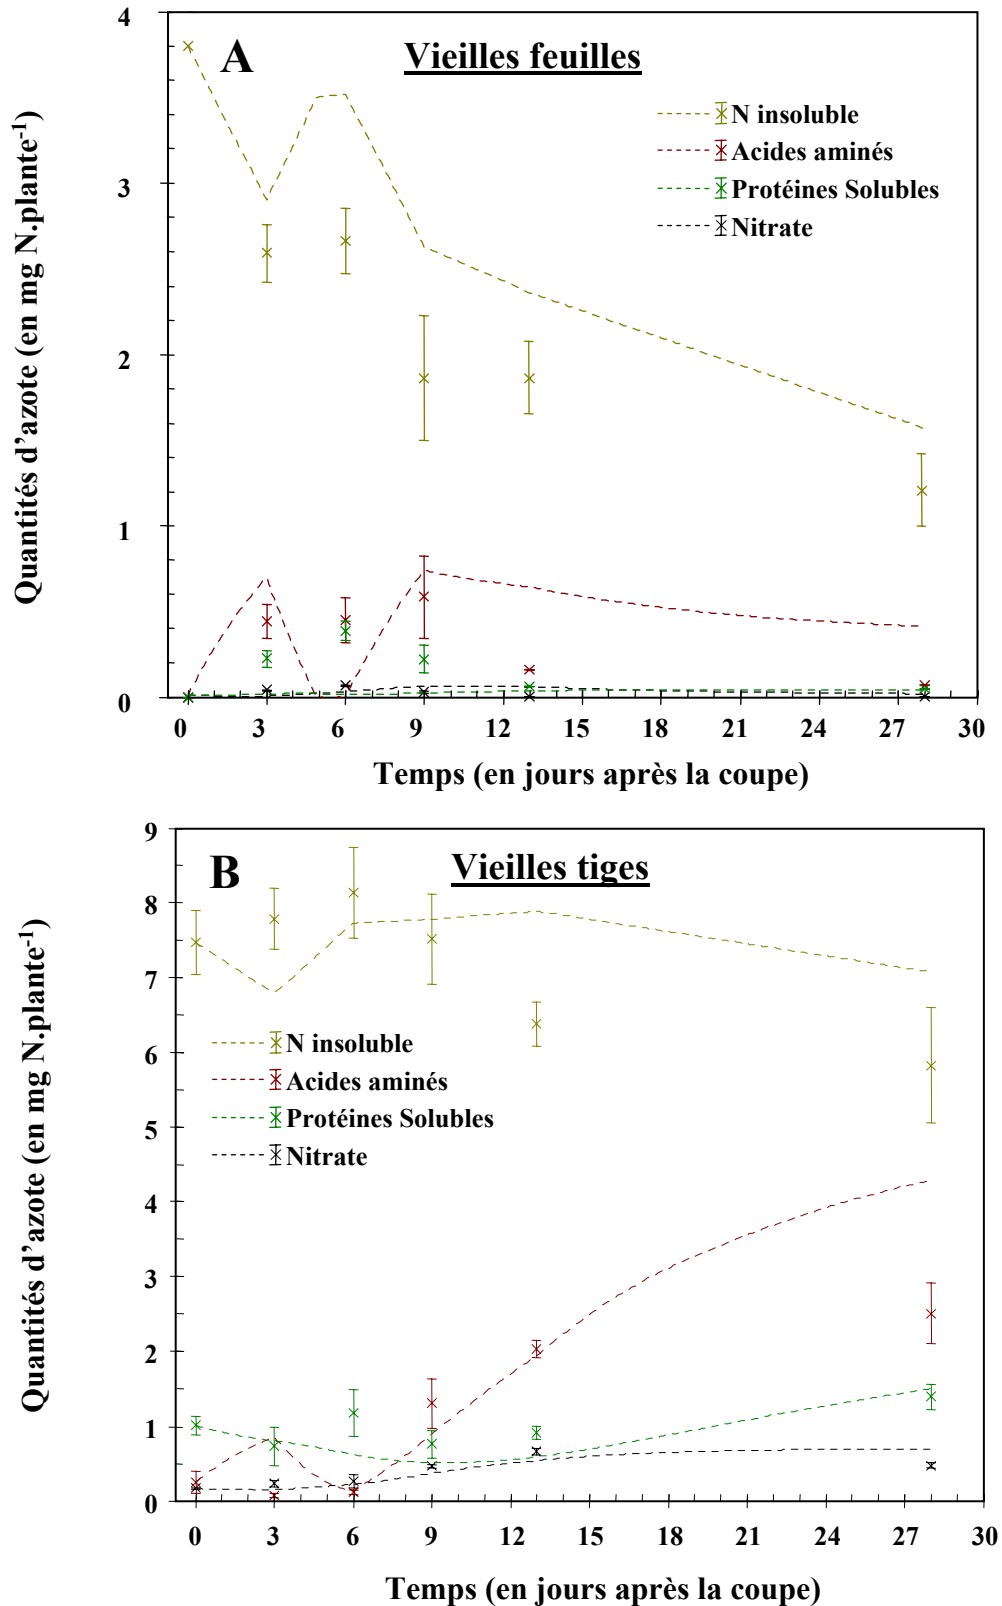 A
Vieilles feuilles
N insoluble
Acides aminés
Protéines Solubles
Nitrate
Quantités d'azote (en mg N.plante-1)
4
3
2
1
0
0 3 6 9 12 15 18 21 24 27 30
Temps (en jours après la coupe)
B
Vieilles tiges
N insoluble
Acides aminés
Protéines Solubles
Nitrate
Quantités d'azote (en mg N.plante-1)
9
8
7
6
5
4
3
2
1
0
0 3 6 9 12 15 18 21 24 27 30
Temps (en jours après la coupe)